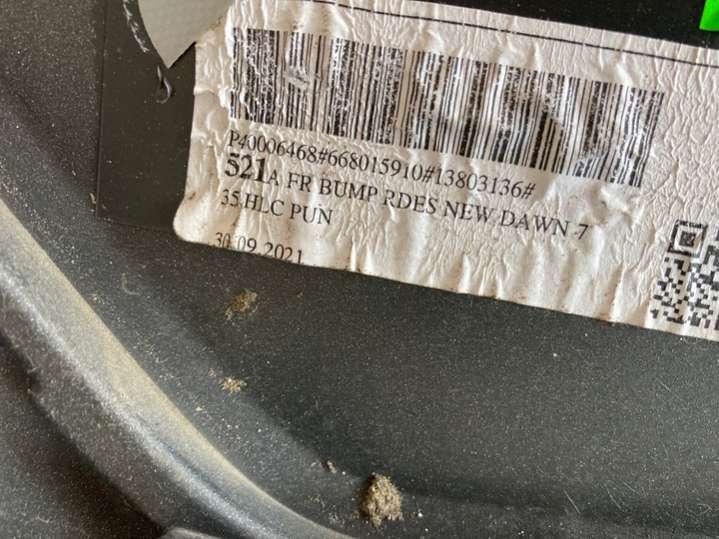 P40006468#668015910#13803136#
521A FR BUMP RDES NEW DAWN -7
35.HLC PUN
30.09.2021